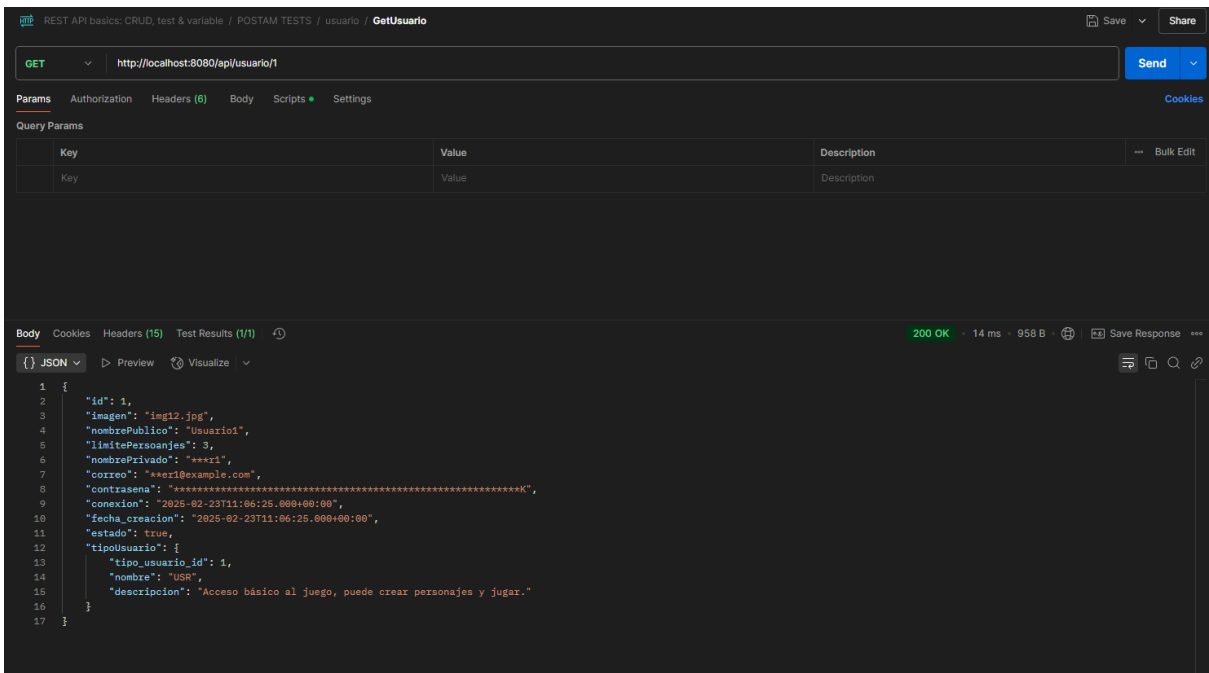 HTTP REST API basics: CRUD, test & variable / POSTAM TESTS / usuario / GetUsuario Save Share
GET http://localhost:8080/api/usuario/1 Send
Params Authorization Headers (6) Body Scripts Settings Cookies
Query Params
Key Value Description Bulk Edit
Key Value Description
Body Cookies Headers (15) Test Results (1/1) 200 OK 14 ms 958 B Save Response
{} JSON Preview Visualize
1 {
2 "id": 1,
3 "imagen": "img12.jpg",
4 "nombrePublico": "Usuario1",
5 "limitePersoanjes": 3,
6 "nombrePrivado": "***r1",
7 "correo": "**er1@example.com",
8 "contrasena": "***********************************************************K",
9 "conexion": "2025-02-23T11:06:25.000+00:00",
10 "fecha_creacion": "2025-02-23T11:06:25.000+00:00",
11 "estado": true,
12 "tipoUsuario": {
13 "tipo_usuario_id": 1,
14 "nombre": "USR",
15 "descripcion": "Acceso básico al juego, puede crear personajes y jugar."
16 }
17 }